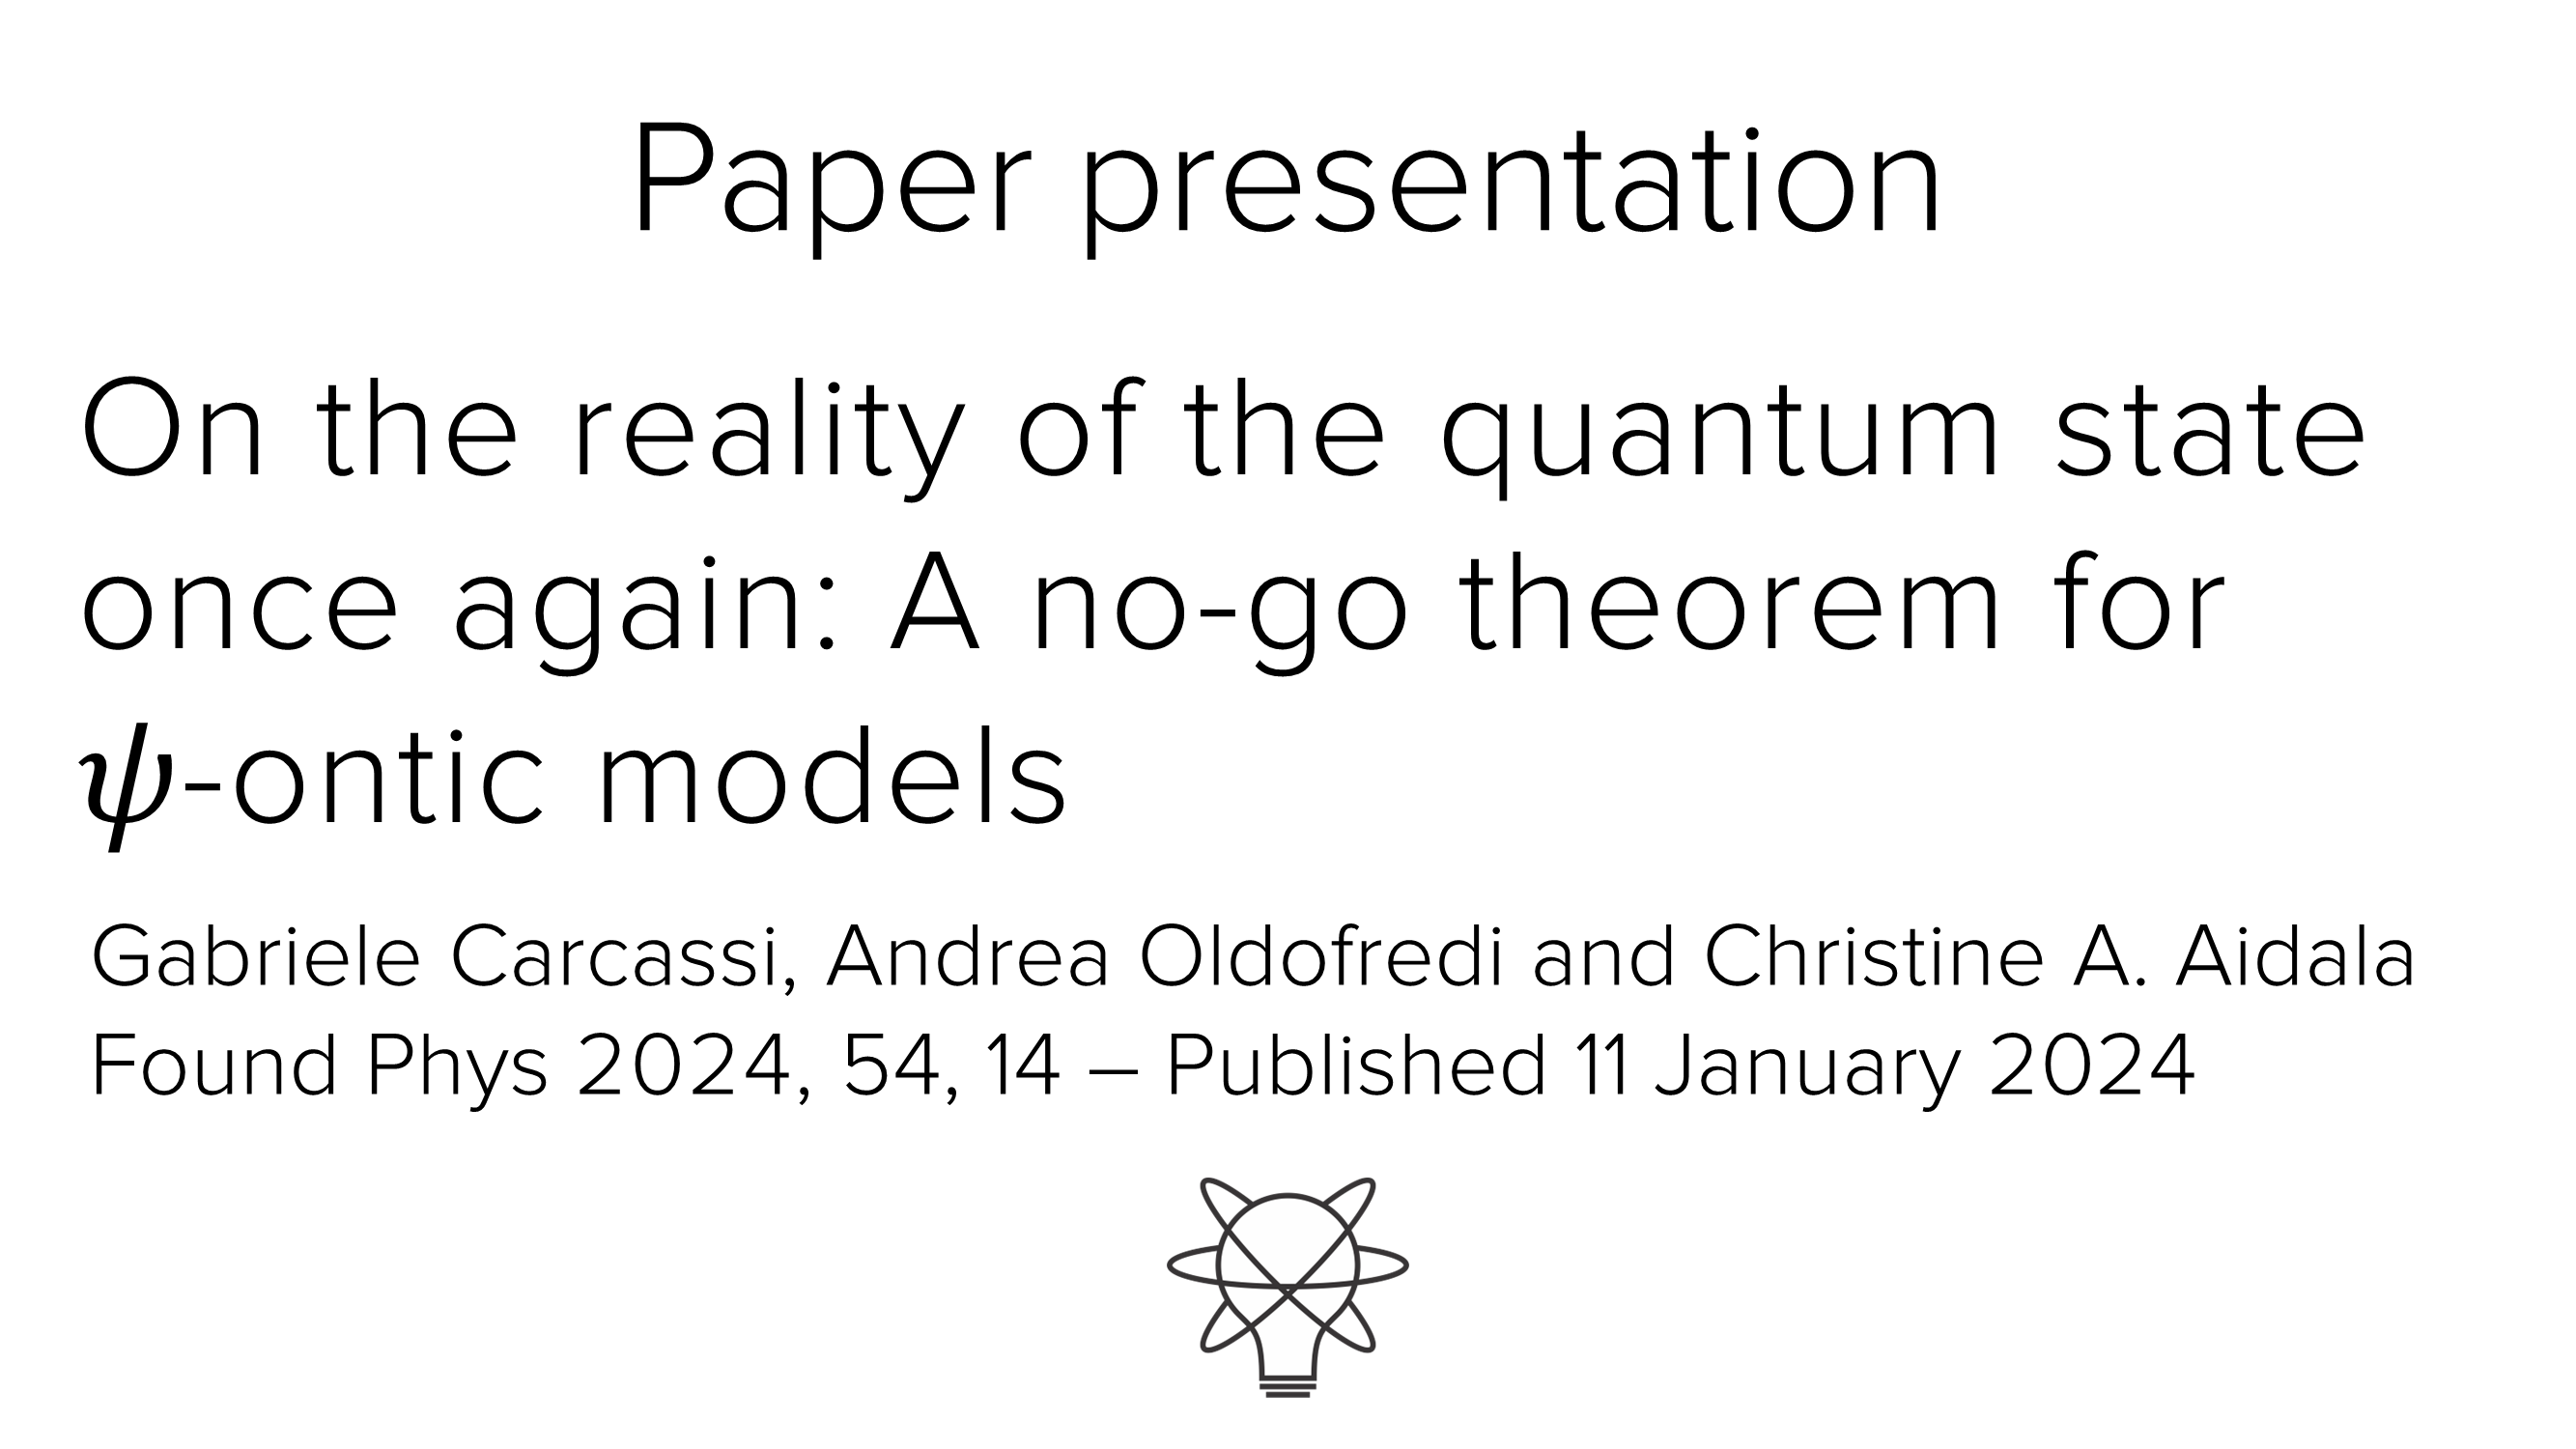 Paper presentation
On the reality of the quantum state
once again: A no-go theorem for
ψ-ontic models
Gabriele Carcassi, Andrea Oldofredi and Christine A. Aidala
Found Phys 2024, 54, 14 – Published 11 January 2024